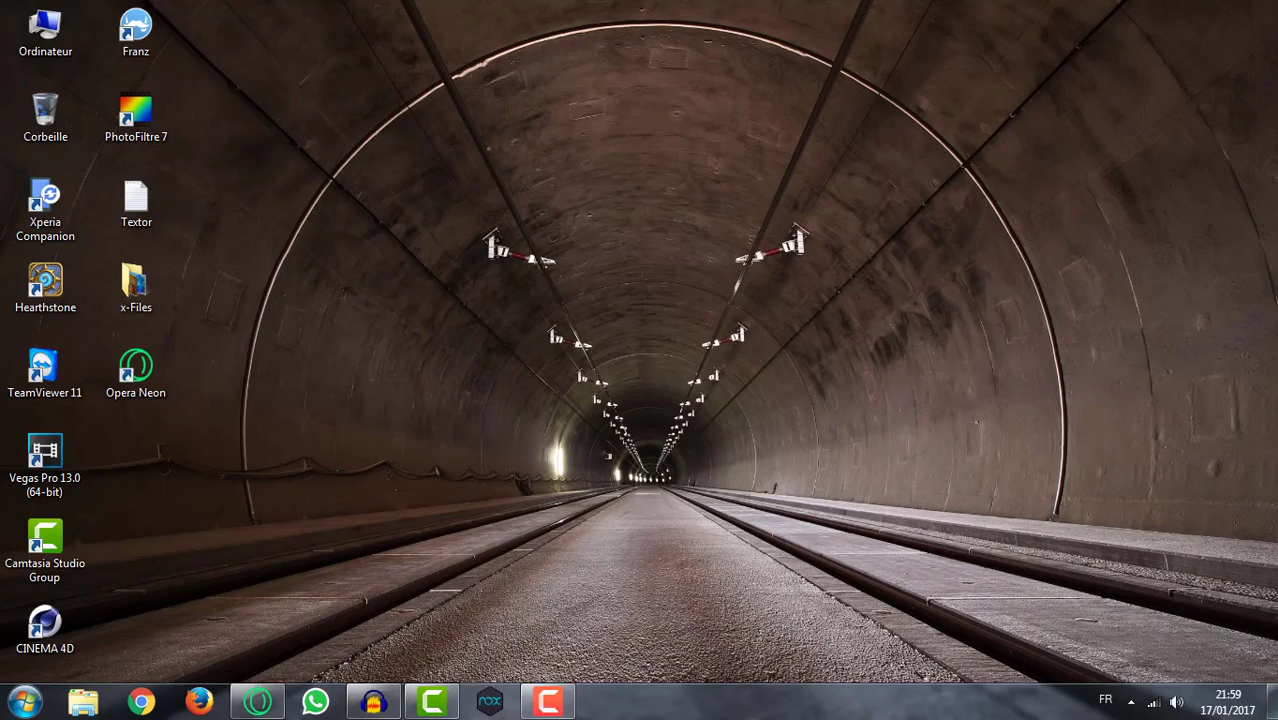 Ordinateur
Franz
Corbeille
PhotoFiltre 7
Xperia
Companion
Textor
Hearthstone
x-Files
TeamViewer 11
Opera Neon
Vegas Pro 13.0
(64-bit)
Camtasia Studio
Group
CINEMA 4D
nox
FR
21:59
17/01/2017